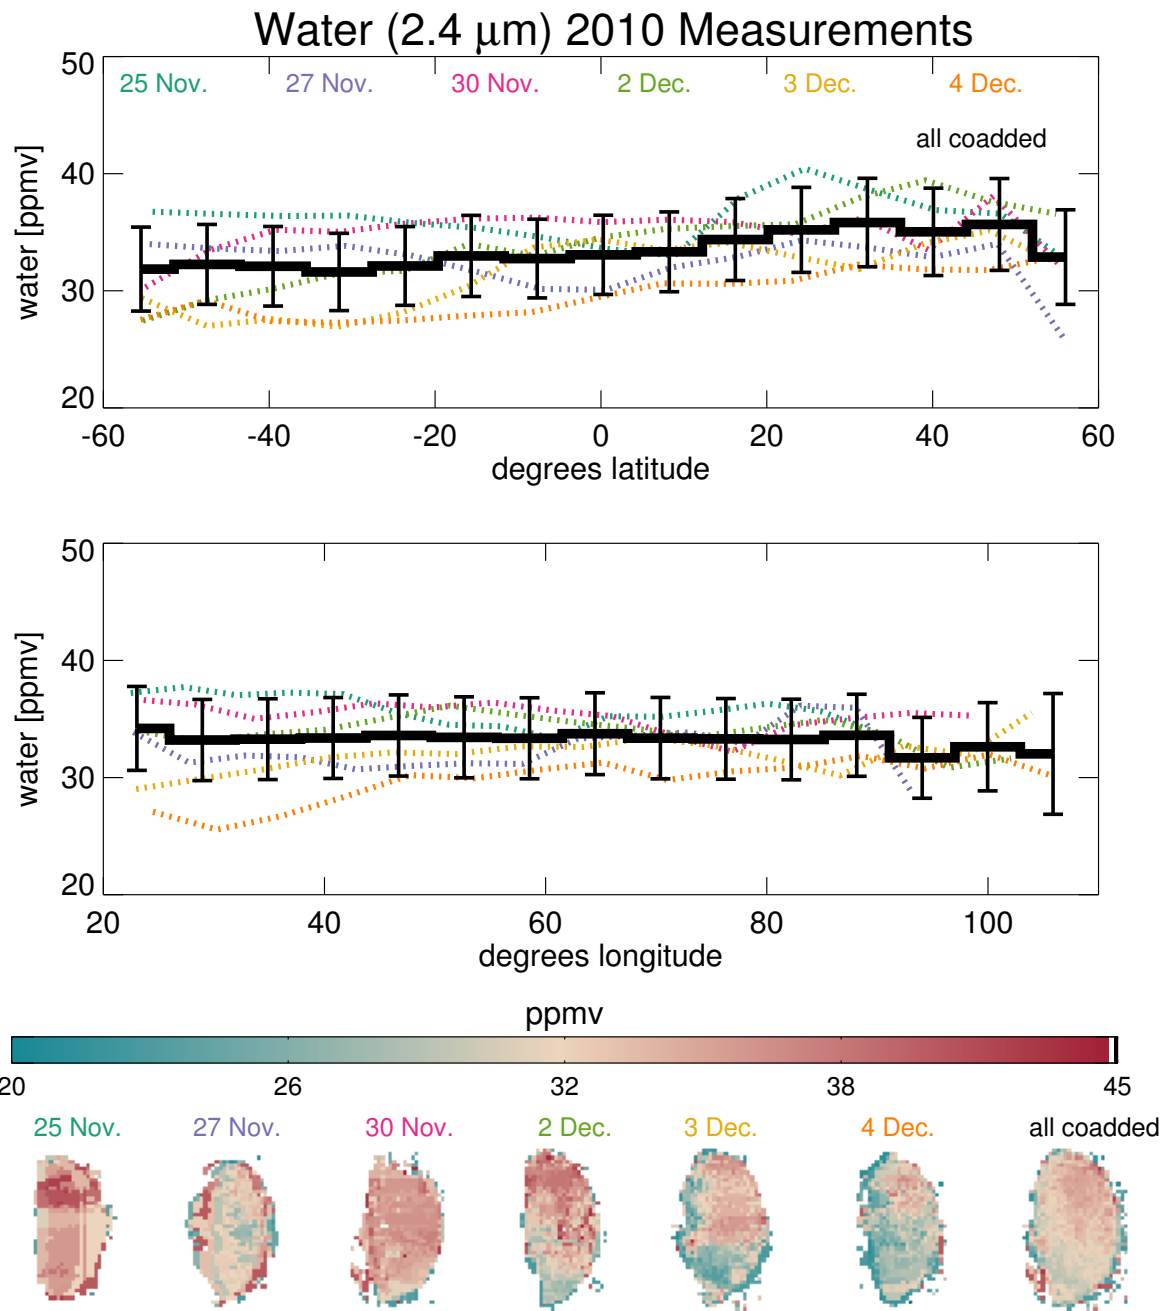 Water (2.4 μm) 2010 Measurements
50
25 Nov. 27 Nov. 30 Nov. 2 Dec. 3 Dec. 4 Dec.
all coadded
40
water [ppmv]
30
20
-60 -40 -20 0 20 40 60
degrees latitude
50
40
water [ppmv]
30
20
20 40 60 80 100
degrees longitude
ppmv
20 26 32 38 45
25 Nov. 27 Nov. 30 Nov. 2 Dec. 3 Dec. 4 Dec. all coadded